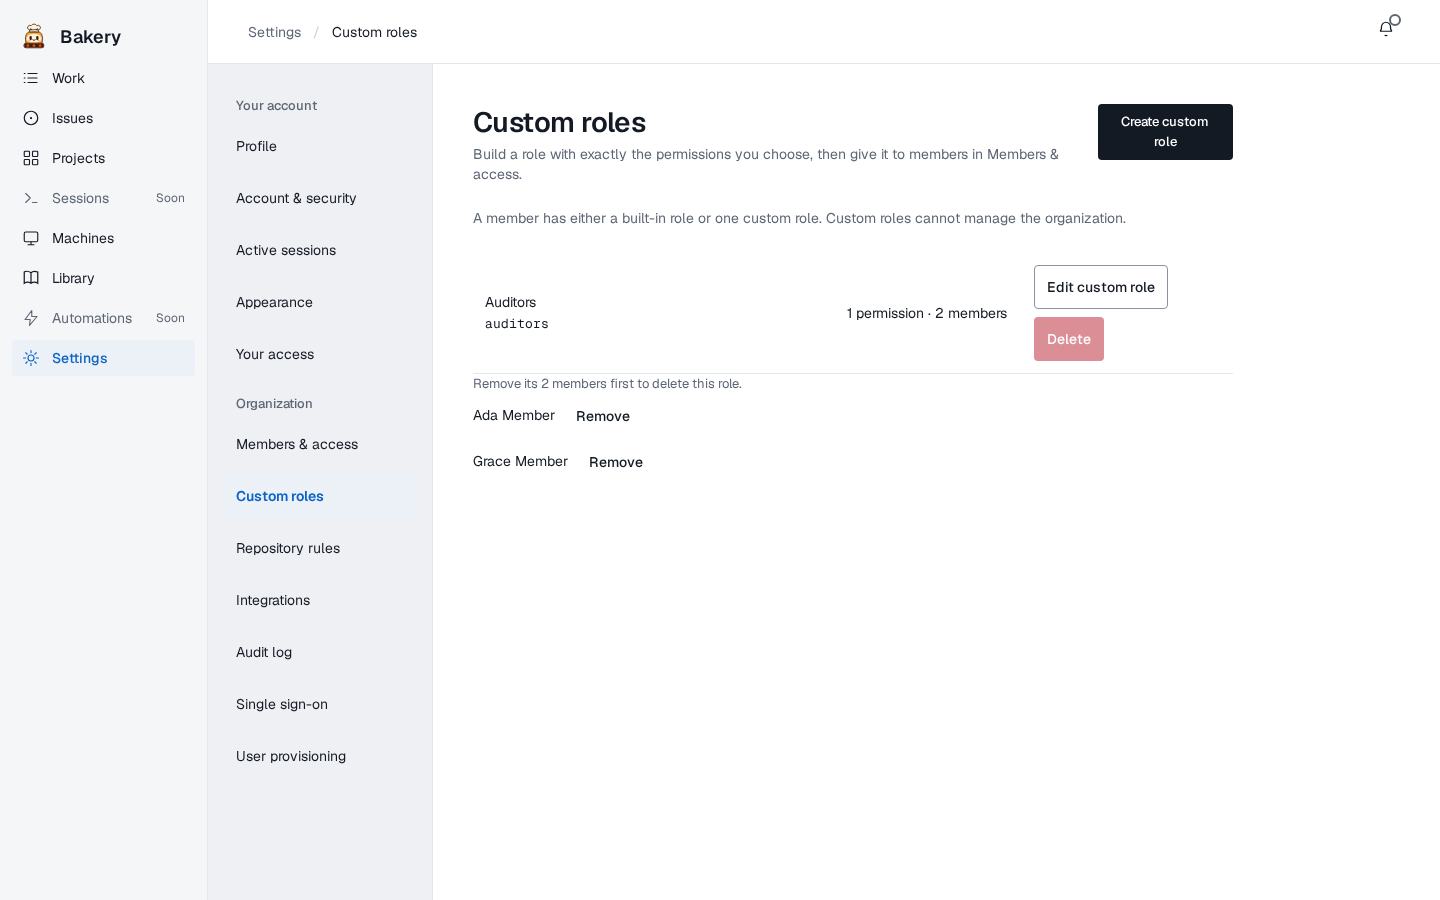 Bakery
Work
Issues
Projects
Sessions Soon
Machines
Library
Automations Soon
Settings
Settings / Custom roles
Your account
Profile
Account & security
Active sessions
Appearance
Your access
Organization
Members & access
Custom roles
Repository rules
Integrations
Audit log
Single sign-on
User provisioning
Custom roles
Create custom
role
Build a role with exactly the permissions you choose, then give it to members in Members &
access.
A member has either a built-in role or one custom role. Custom roles cannot manage the organization.
Auditors
auditors
1 permission · 2 members
Edit custom role
Delete
Remove its 2 members first to delete this role.
Ada Member Remove
Grace Member Remove